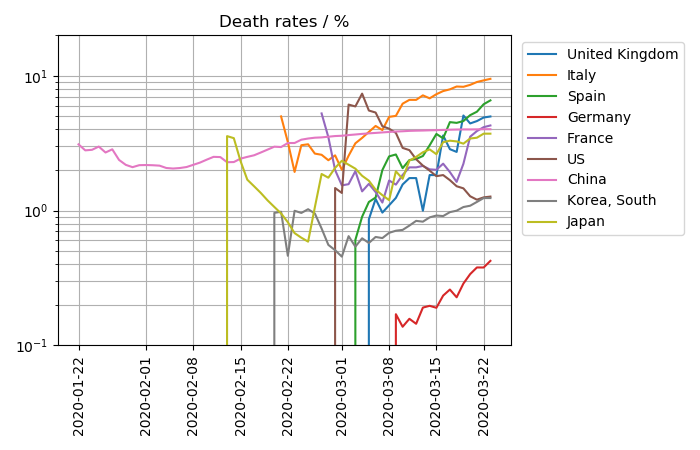 Death rates / %
10¹
10⁰
10⁻¹
2020-01-22
2020-02-01
2020-02-08
2020-02-15
2020-02-22
2020-03-01
2020-03-08
2020-03-15
2020-03-22
United Kingdom
Italy
Spain
Germany
France
US
China
Korea, South
Japan